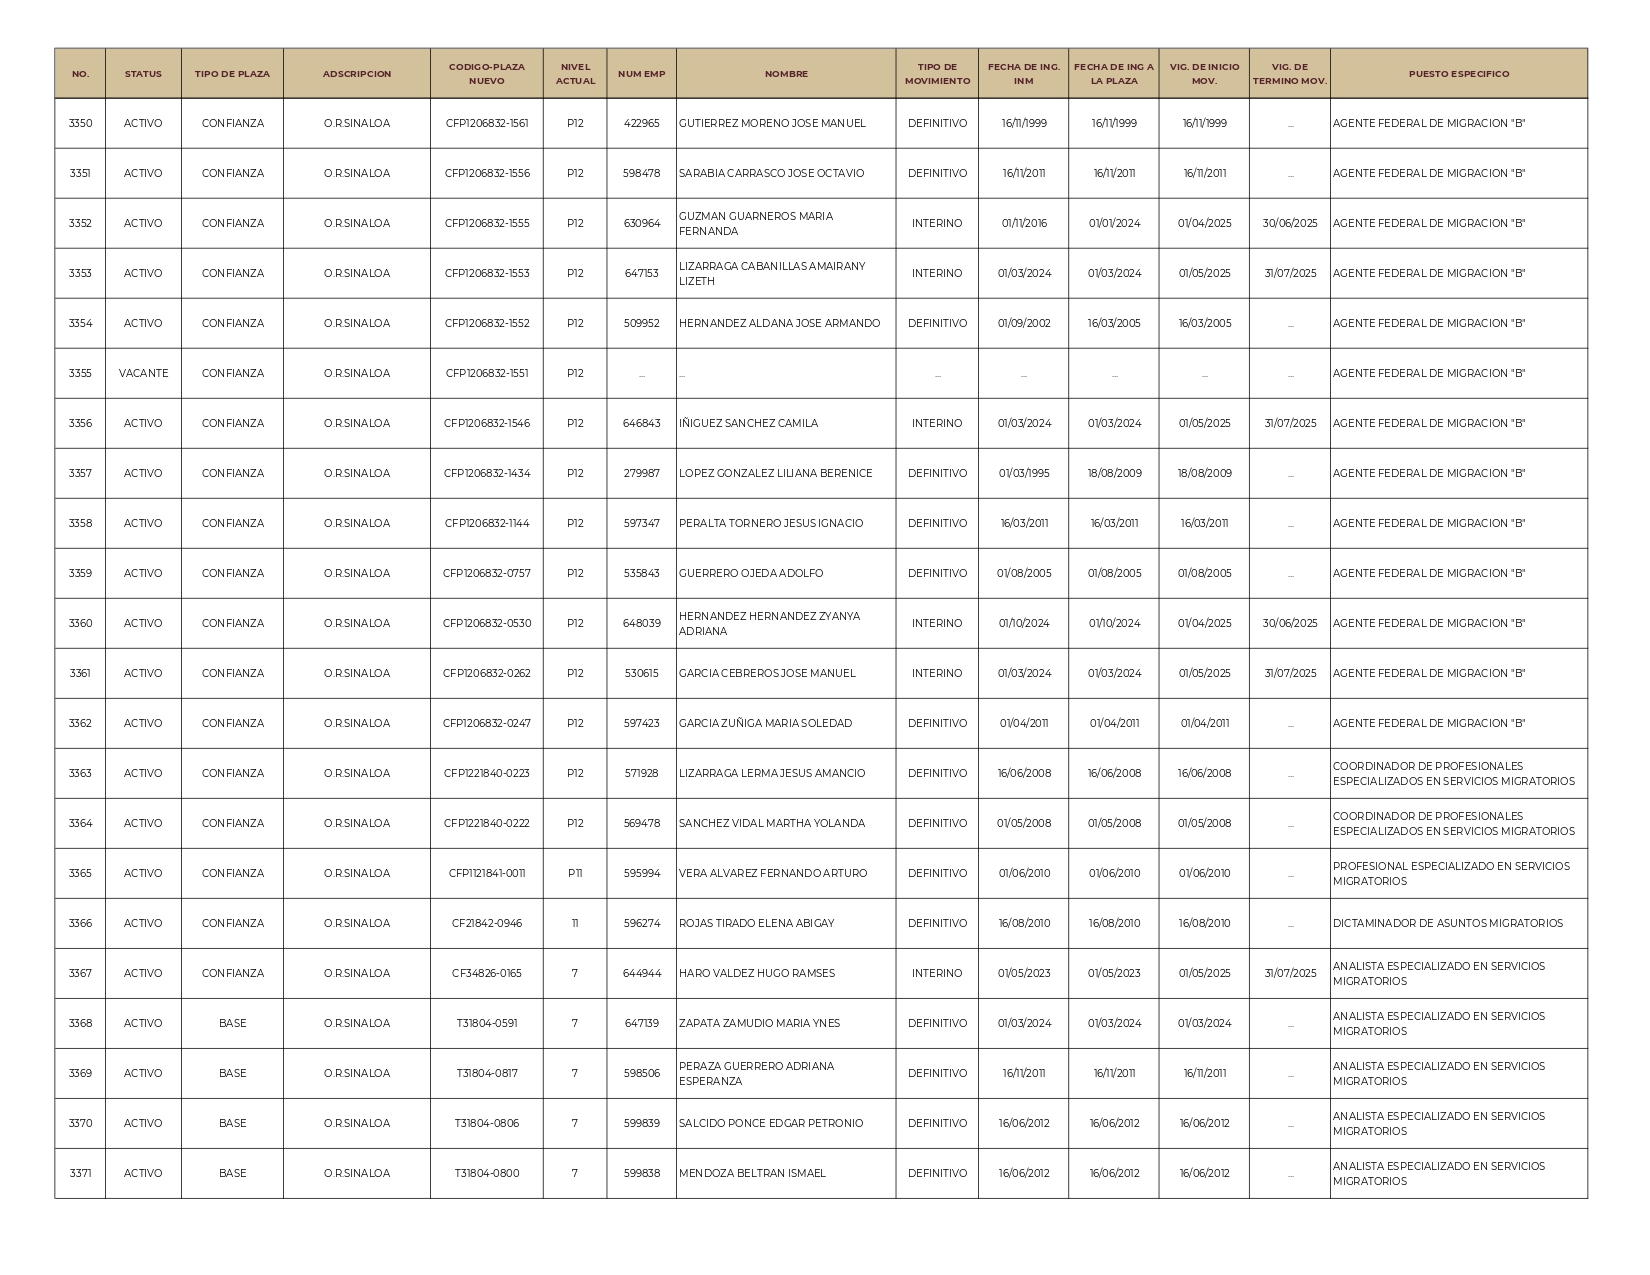 NO. STATUS TIPO DE PLAZA ADSCRIPCION CODIGO-PLAZA NUEVO NIVEL ACTUAL NUM EMP NOMBRE TIPO DE MOVIMIENTO FECHA DE ING. INM FECHA DE ING A LA PLAZA VIG. DE INICIO MOV. VIG. DE TERMINO MOV. PUESTO ESPECIFICO
3350 ACTIVO CONFIANZA O.R.SINALOA CFP1206832-1561 P12 422965 GUTIERREZ MORENO JOSE MANUEL DEFINITIVO 16/11/1999 16/11/1999 16/11/1999 ... AGENTE FEDERAL DE MIGRACION "B"
3351 ACTIVO CONFIANZA O.R.SINALOA CFP1206832-1556 P12 598478 SARABIA CARRASCO JOSE OCTAVIO DEFINITIVO 16/11/2011 16/11/2011 16/11/2011 ... AGENTE FEDERAL DE MIGRACION "B"
3352 ACTIVO CONFIANZA O.R.SINALOA CFP1206832-1555 P12 630964 GUZMAN GUARNEROS MARIA FERNANDA INTERINO 01/11/2016 01/01/2024 01/04/2025 30/06/2025 AGENTE FEDERAL DE MIGRACION "B"
3353 ACTIVO CONFIANZA O.R.SINALOA CFP1206832-1553 P12 647153 LIZARRAGA CABANILLAS AMAIRANY LIZETH INTERINO 01/03/2024 01/03/2024 01/05/2025 31/07/2025 AGENTE FEDERAL DE MIGRACION "B"
3354 ACTIVO CONFIANZA O.R.SINALOA CFP1206832-1552 P12 509952 HERNANDEZ ALDANA JOSE ARMANDO DEFINITIVO 01/09/2002 16/03/2005 16/03/2005 ... AGENTE FEDERAL DE MIGRACION "B"
3355 VACANTE CONFIANZA O.R.SINALOA CFP1206832-1551 P12 ... ... ... ... ... ... ... AGENTE FEDERAL DE MIGRACION "B"
3356 ACTIVO CONFIANZA O.R.SINALOA CFP1206832-1546 P12 646843 IÑIGUEZ SANCHEZ CAMILA INTERINO 01/03/2024 01/03/2024 01/05/2025 31/07/2025 AGENTE FEDERAL DE MIGRACION "B"
3357 ACTIVO CONFIANZA O.R.SINALOA CFP1206832-1434 P12 279987 LOPEZ GONZALEZ LILIANA BERENICE DEFINITIVO 01/03/1995 18/08/2009 18/08/2009 ... AGENTE FEDERAL DE MIGRACION "B"
3358 ACTIVO CONFIANZA O.R.SINALOA CFP1206832-1144 P12 597347 PERALTA TORNERO JESUS IGNACIO DEFINITIVO 16/03/2011 16/03/2011 16/03/2011 ... AGENTE FEDERAL DE MIGRACION "B"
3359 ACTIVO CONFIANZA O.R.SINALOA CFP1206832-0757 P12 535843 GUERRERO OJEDA ADOLFO DEFINITIVO 01/08/2005 01/08/2005 01/08/2005 ... AGENTE FEDERAL DE MIGRACION "B"
3360 ACTIVO CONFIANZA O.R.SINALOA CFP1206832-0530 P12 648039 HERNANDEZ HERNANDEZ ZYANYA ADRIANA INTERINO 01/10/2024 01/10/2024 01/04/2025 30/06/2025 AGENTE FEDERAL DE MIGRACION "B"
3361 ACTIVO CONFIANZA O.R.SINALOA CFP1206832-0262 P12 530615 GARCIA CEBREROS JOSE MANUEL INTERINO 01/03/2024 01/03/2024 01/05/2025 31/07/2025 AGENTE FEDERAL DE MIGRACION "B"
3362 ACTIVO CONFIANZA O.R.SINALOA CFP1206832-0247 P12 597423 GARCIA ZUÑIGA MARIA SOLEDAD DEFINITIVO 01/04/2011 01/04/2011 01/04/2011 ... AGENTE FEDERAL DE MIGRACION "B"
3363 ACTIVO CONFIANZA O.R.SINALOA CFP1221840-0223 P12 571928 LIZARRAGA LERMA JESUS AMANCIO DEFINITIVO 16/06/2008 16/06/2008 16/06/2008 ... COORDINADOR DE PROFESIONALES ESPECIALIZADOS EN SERVICIOS MIGRATORIOS
3364 ACTIVO CONFIANZA O.R.SINALOA CFP1221840-0222 P12 569478 SANCHEZ VIDAL MARTHA YOLANDA DEFINITIVO 01/05/2008 01/05/2008 01/05/2008 ... COORDINADOR DE PROFESIONALES ESPECIALIZADOS EN SERVICIOS MIGRATORIOS
3365 ACTIVO CONFIANZA O.R.SINALOA CFP1121841-0011 P11 595994 VERA ALVAREZ FERNANDO ARTURO DEFINITIVO 01/06/2010 01/06/2010 01/06/2010 ... PROFESIONAL ESPECIALIZADO EN SERVICIOS MIGRATORIOS
3366 ACTIVO CONFIANZA O.R.SINALOA CF21842-0946 11 596274 ROJAS TIRADO ELENA ABIGAY DEFINITIVO 16/08/2010 16/08/2010 16/08/2010 ... DICTAMINADOR DE ASUNTOS MIGRATORIOS
3367 ACTIVO CONFIANZA O.R.SINALOA CF34826-0165 7 644944 HARO VALDEZ HUGO RAMSES INTERINO 01/05/2023 01/05/2023 01/05/2025 31/07/2025 ANALISTA ESPECIALIZADO EN SERVICIOS MIGRATORIOS
3368 ACTIVO BASE O.R.SINALOA T31804-0591 7 647139 ZAPATA ZAMUDIO MARIA YNES DEFINITIVO 01/03/2024 01/03/2024 01/03/2024 ... ANALISTA ESPECIALIZADO EN SERVICIOS MIGRATORIOS
3369 ACTIVO BASE O.R.SINALOA T31804-0817 7 598506 PERAZA GUERRERO ADRIANA ESPERANZA DEFINITIVO 16/11/2011 16/11/2011 16/11/2011 ... ANALISTA ESPECIALIZADO EN SERVICIOS MIGRATORIOS
3370 ACTIVO BASE O.R.SINALOA T31804-0806 7 599839 SALCIDO PONCE EDGAR PETRONIO DEFINITIVO 16/06/2012 16/06/2012 16/06/2012 ... ANALISTA ESPECIALIZADO EN SERVICIOS MIGRATORIOS
3371 ACTIVO BASE O.R.SINALOA T31804-0800 7 599838 MENDOZA BELTRAN ISMAEL DEFINITIVO 16/06/2012 16/06/2012 16/06/2012 ... ANALISTA ESPECIALIZADO EN SERVICIOS MIGRATORIOS